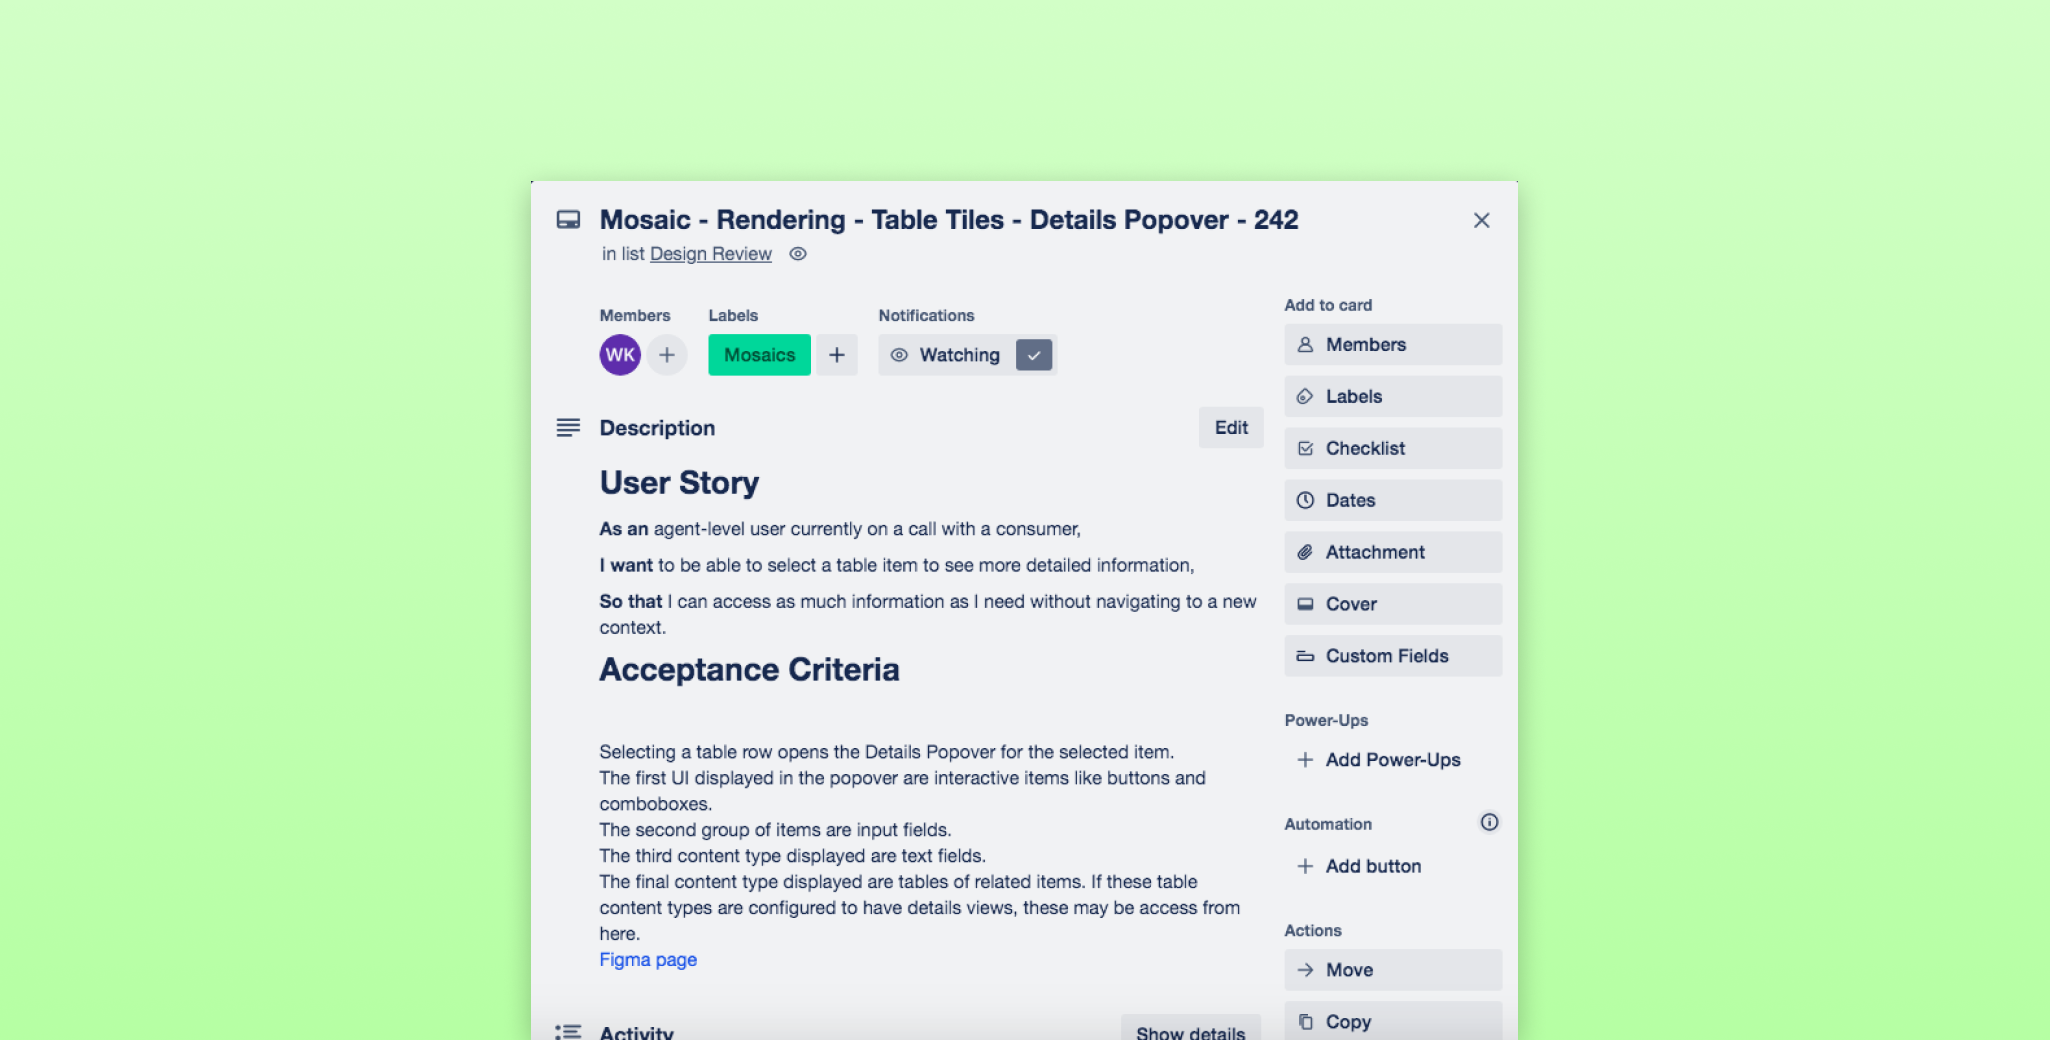 Mosaic - Rendering - Table Tiles - Details Popover - 242
in list Design Review
Members
Labels
Notifications
WK
Mosaics
Watching
Description
Edit
User Story
As an agent-level user currently on a call with a consumer,
I want to be able to select a table item to see more detailed information,
So that I can access as much information as I need without navigating to a new
context.
Acceptance Criteria
Selecting a table row opens the Details Popover for the selected item.
The first UI displayed in the popover are interactive items like buttons and
comboboxes.
The second group of items are input fields.
The third content type displayed are text fields.
The final content type displayed are tables of related items. If these table
content types are configured to have details views, these may be access from
here.
Figma page
Activity
Show details
Add to card
Members
Labels
Checklist
Dates
Attachment
Cover
Custom Fields
Power-Ups
Add Power-Ups
Automation
Add button
Actions
Move
Copy